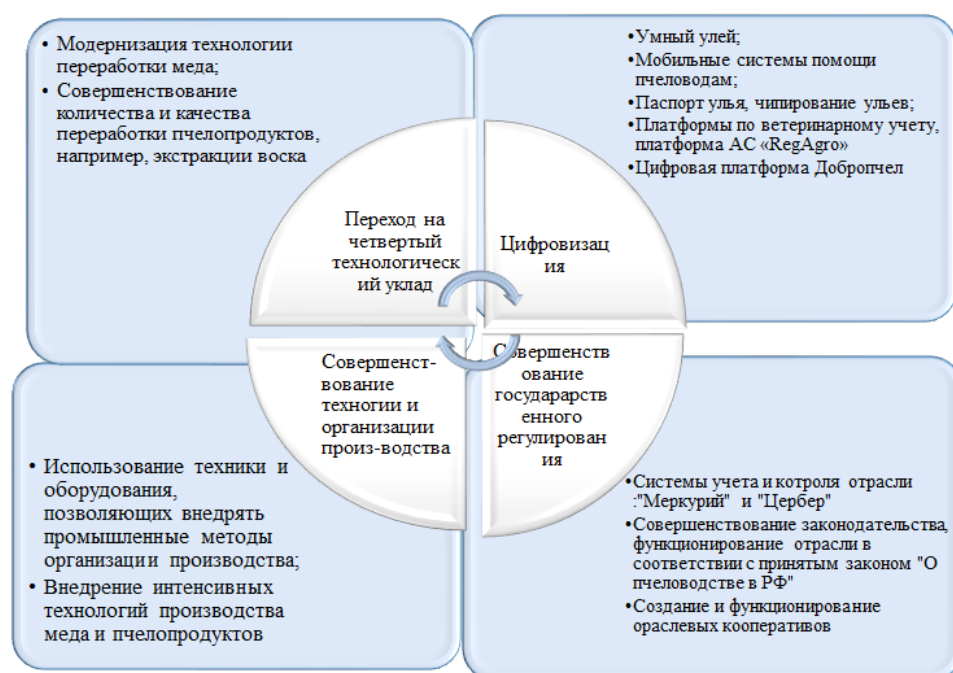 • Модернизация технологии
переработки меда;
• Совершенствование
количества и качества
переработки пчелопродуктов,
например, экстракции воска
•Умный улей;
•Мобильные системы помощи
пчеловодам;
•Паспорт улья, чипирование ульев;
•Платформы по ветеринарному учету,
платформа АС «RegAgro»
•Цифровая платформа Добропчел
Переход на
четвертый
технологическ
ий уклад
Цифровизац
ия
Совершенст-
вование
техногии и
организации
произ-водства
Совершенств
ование
государарств
енного
регулирован
ия
• Использование техники и
оборудования,
позволяющих внедрять
промышленные методы
организации производства;
• Внедрение интенсивных
технологий производства
меда и пчелопродуктов
•Системы учета и котроля отрасли
:"Меркурий" и "Цербер"
•Совершенствование законодательства,
функционирование отрасли в
соответствии с принятым законом "О
пчеловодстве в РФ"
•Создание и функционирование
ораслевых кооперативов